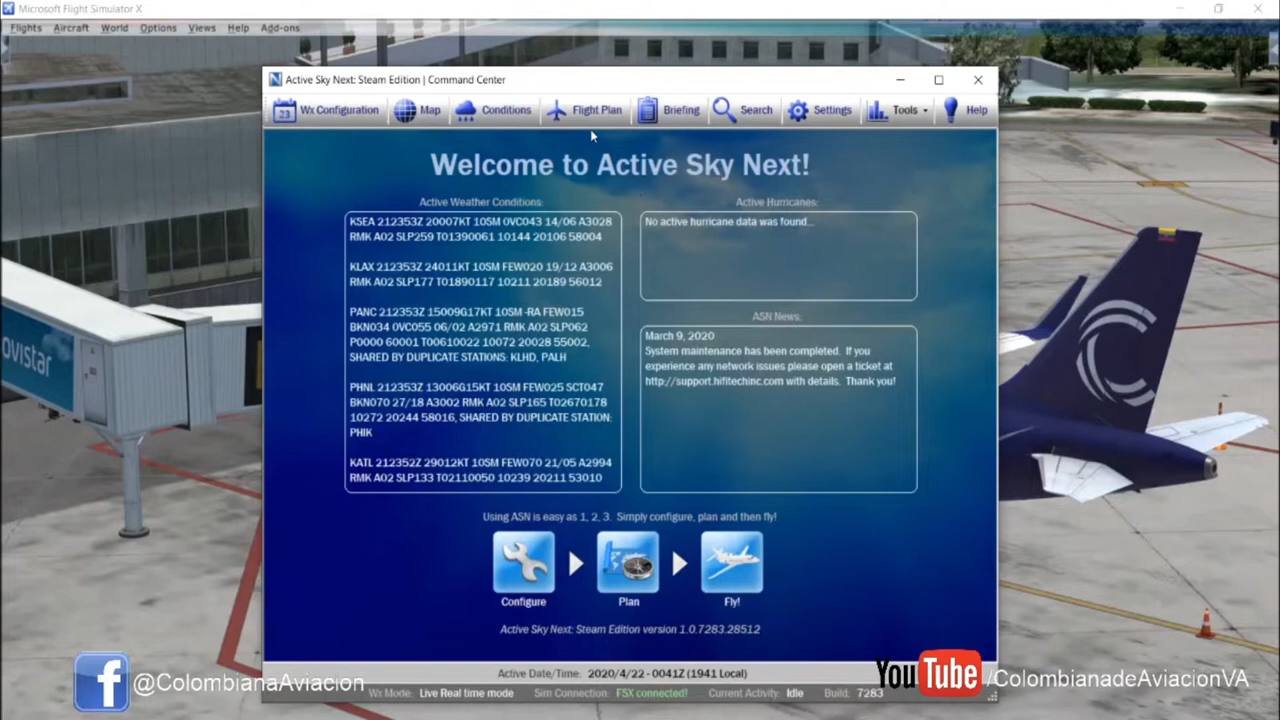 Microsoft Flight Simulator X
Flights Aircraft World Options Views Help Add-ons
Active Sky Next: Steam Edition | Command Center
23 Wx Configuration Map Conditions Flight Plan Briefing Search Settings Tools Help
Welcome to Active Sky Next!
Active Weather Conditions:
KSEA 212353Z 20007KT 10SM OVC043 14/06 A3028
RMK AO2 SLP259 T01390061 10144 20106 58004
KLAX 212353Z 24011KT 10SM FEW020 19/12 A3006
RMK AO2 SLP177 T01890117 10211 20189 56012
PANC 212353Z 15009G17KT 10SM -RA FEW015
BKN034 OVC055 06/02 A2971 RMK AO2 SLP062
P0000 60001 T00610022 10072 20028 55002,
SHARED BY DUPLICATE STATIONS: KLHD, PALH
PHNL 212353Z 13006G15KT 10SM FEW025 SCT047
BKN070 27/18 A3002 RMK AO2 SLP165 T02670178
10272 20244 58016, SHARED BY DUPLICATE STATION:
PHIK
KATL 212352Z 29012KT 10SM FEW070 21/05 A2994
RMK AO2 SLP133 T02110050 10239 20211 53010
Active Hurricanes:
No active hurricane data was found...
ASN News:
March 9, 2020
System maintenance has been completed. If you
experience any network issues please open a ticket at
http://support.hifitechinc.com with details. Thank you!
Using ASN is easy as 1, 2, 3. Simply configure, plan and then fly!
Configure Plan Fly!
Active Sky Next: Steam Edition version 1.0.7283.28512
Active Date/Time: 2020/4/22 - 0041Z (1941 Local)
Wx Mode: Live Real time mode Sim Connection: FSX connected! Current Activity: Idle Build: 7283
ovistar
f @ColombianaAviacion
YouTube /ColombianadeAviacionVA